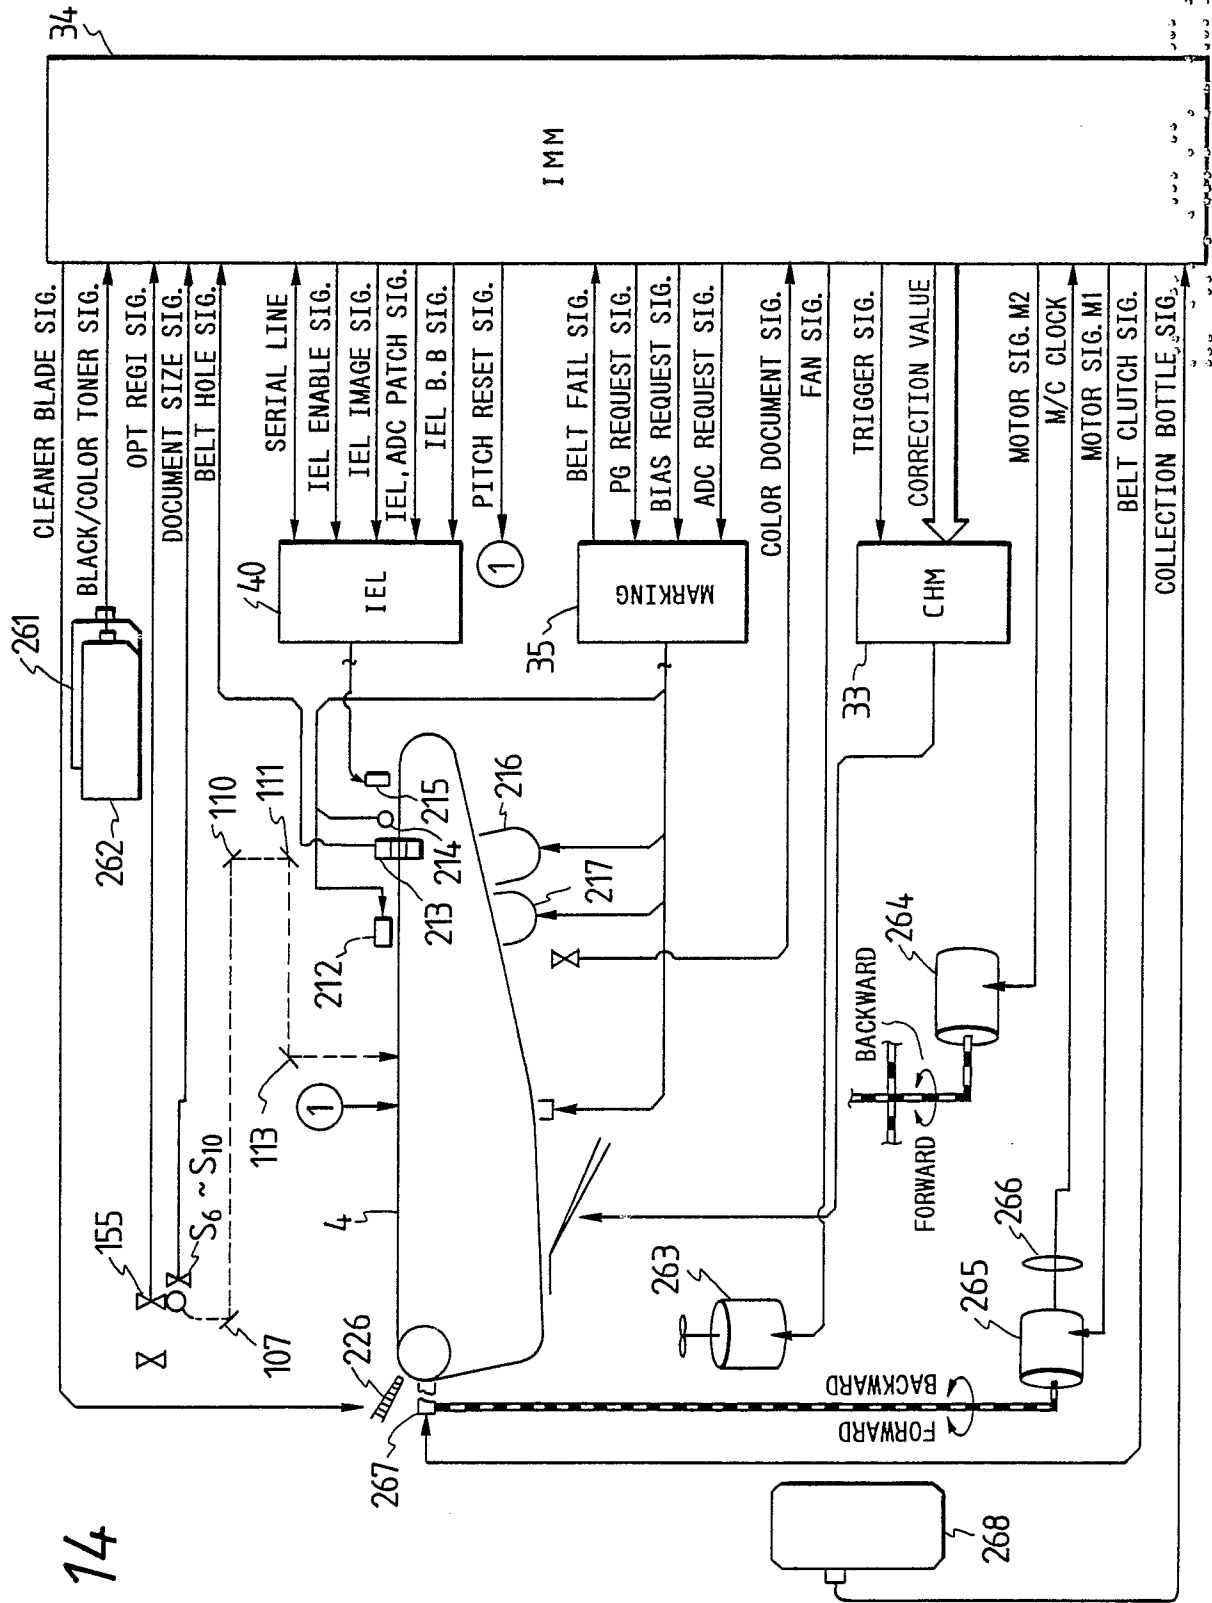 14
34
IMM
CLEANER BLADE SIG.
BLACK/COLOR TONER SIG.
OPT REGI SIG.
DOCUMENT SIZE SIG.
BELT HOLE SIG.
SERIAL LINE
IEL ENABLE SIG.
IEL IMAGE SIG.
IEL, ADC PATCH SIG.
IEL B.B SIG.
PITCH RESET SIG.
BELT FAIL SIG.
PG REQUEST SIG.
BIAS REQUEST SIG.
ADC REQUEST SIG.
COLOR DOCUMENT SIG.
FAN SIG.
TRIGGER SIG.
CORRECTION VALUE
MOTOR SIG. M2
M/C CLOCK
MOTOR SIG. M1
BELT CLUTCH SIG.
COLLECTION BOTTLE SIG.
261
262
40
IEL
1
35
MARKING
33
CHM
110
111
113
107
155
S6 ~ S10
212
213
214
215
216
217
1
4
226
267
263
264
BACKWARD
FORWARD
265
266
BACKWARD
FORWARD
268